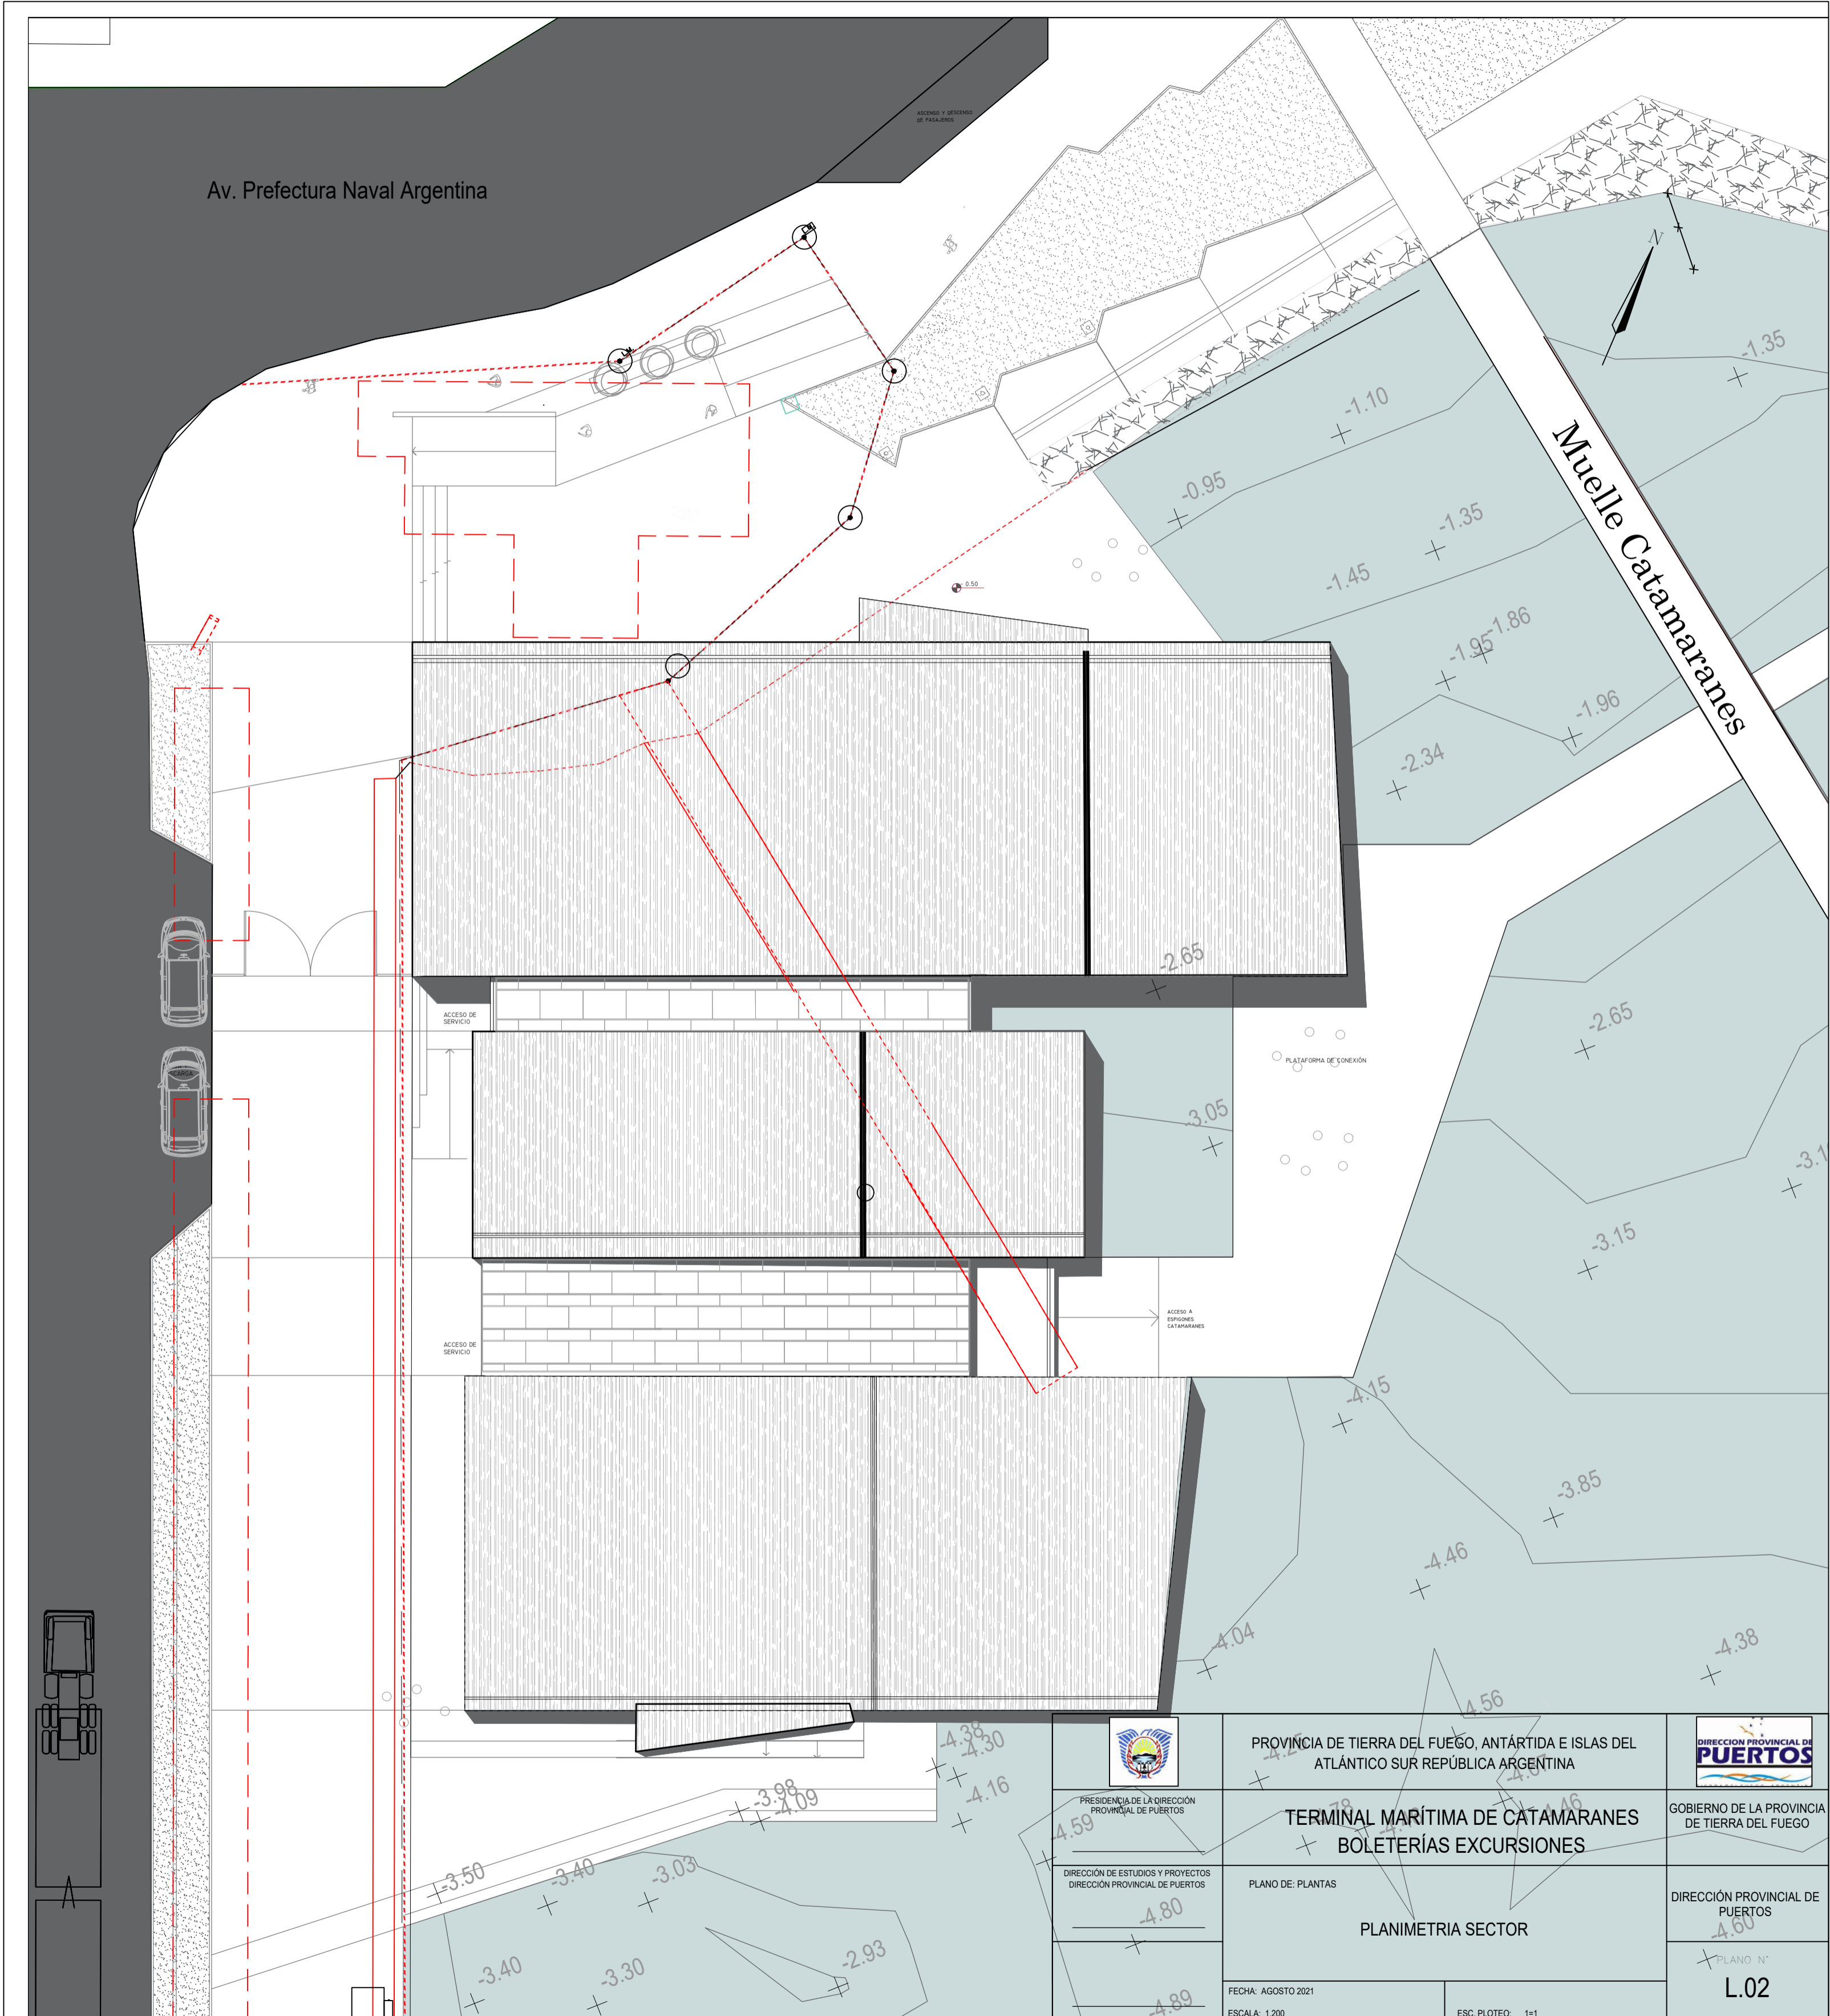 ASCENSO Y DESCENSO
DE PASAJEROS
Av. Prefectura Naval Argentina
N
-1.35
-1.10
-0.95
-1.35
-1.45
-1.86
-1.95
-1.96
-2.34
Muelle Catamaranes
0.50
-2.65
ACCESO DE
SERVICIO
-2.65
PLATAFORMA DE CONEXIÓN
-3.05
-3.15
ACCESO A
ESPIGONES
CATAMARANES
ACCESO DE
SERVICIO
-4.15
-3.85
-4.46
-4.04
-4.38
-4.56
-4.38
-4.30
-4.16
-3.98
-4.09
-3.50
-3.40
-3.03
-2.93
-3.40
-3.30
-4.59
-4.80
-4.89
-4.60
PROVINCIA DE TIERRA DEL FUEGO, ANTÁRTIDA E ISLAS DEL
ATLÁNTICO SUR REPÚBLICA ARGENTINA
DIRECCION PROVINCIAL DE
PUERTOS
PRESIDENCIA DE LA DIRECCIÓN
PROVINCIAL DE PUERTOS
TERMINAL MARÍTIMA DE CATAMARANES
BOLETERÍAS EXCURSIONES
GOBIERNO DE LA PROVINCIA
DE TIERRA DEL FUEGO
DIRECCIÓN DE ESTUDIOS Y PROYECTOS
DIRECCIÓN PROVINCIAL DE PUERTOS
PLANO DE: PLANTAS
PLANIMETRIA SECTOR
DIRECCIÓN PROVINCIAL DE
PUERTOS
PLANO N°
L.02
FECHA: AGOSTO 2021
ESCALA: 1.200
ESC. PLOTEO: 1=1